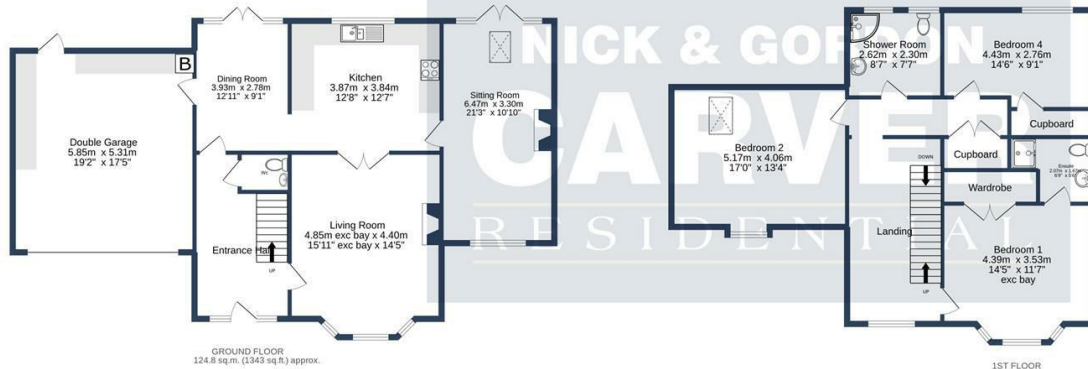 NICK & GORDON
CARVER
RESIDENTIAL
B
Dining Room
3.93m x 2.78m
12'11" x 9'1"
Kitchen
3.87m x 3.84m
12'8" x 12'7"
Sitting Room
6.47m x 3.30m
21'3" x 10'10"
Double Garage
5.85m x 5.31m
19'2" x 17'5"
WC
Living Room
4.85m exc bay x 4.40m
15'11" exc bay x 14'5"
Entrance Hall
UP
GROUND FLOOR
124.8 sq.m. (1343 sq.ft.) approx.
Shower Room
2.62m x 2.30m
8'7" x 7'7"
Bedroom 4
4.43m x 2.76m
14'6" x 9'1"
Cupboard
Bedroom 2
5.17m x 4.06m
17'0" x 13'4"
DOWN
Cupboard
Ensuite
Wardrobe
Landing
Bedroom 1
4.39m x 3.53m
14'5" x 11'7"
exc bay
UP
1ST FLOOR